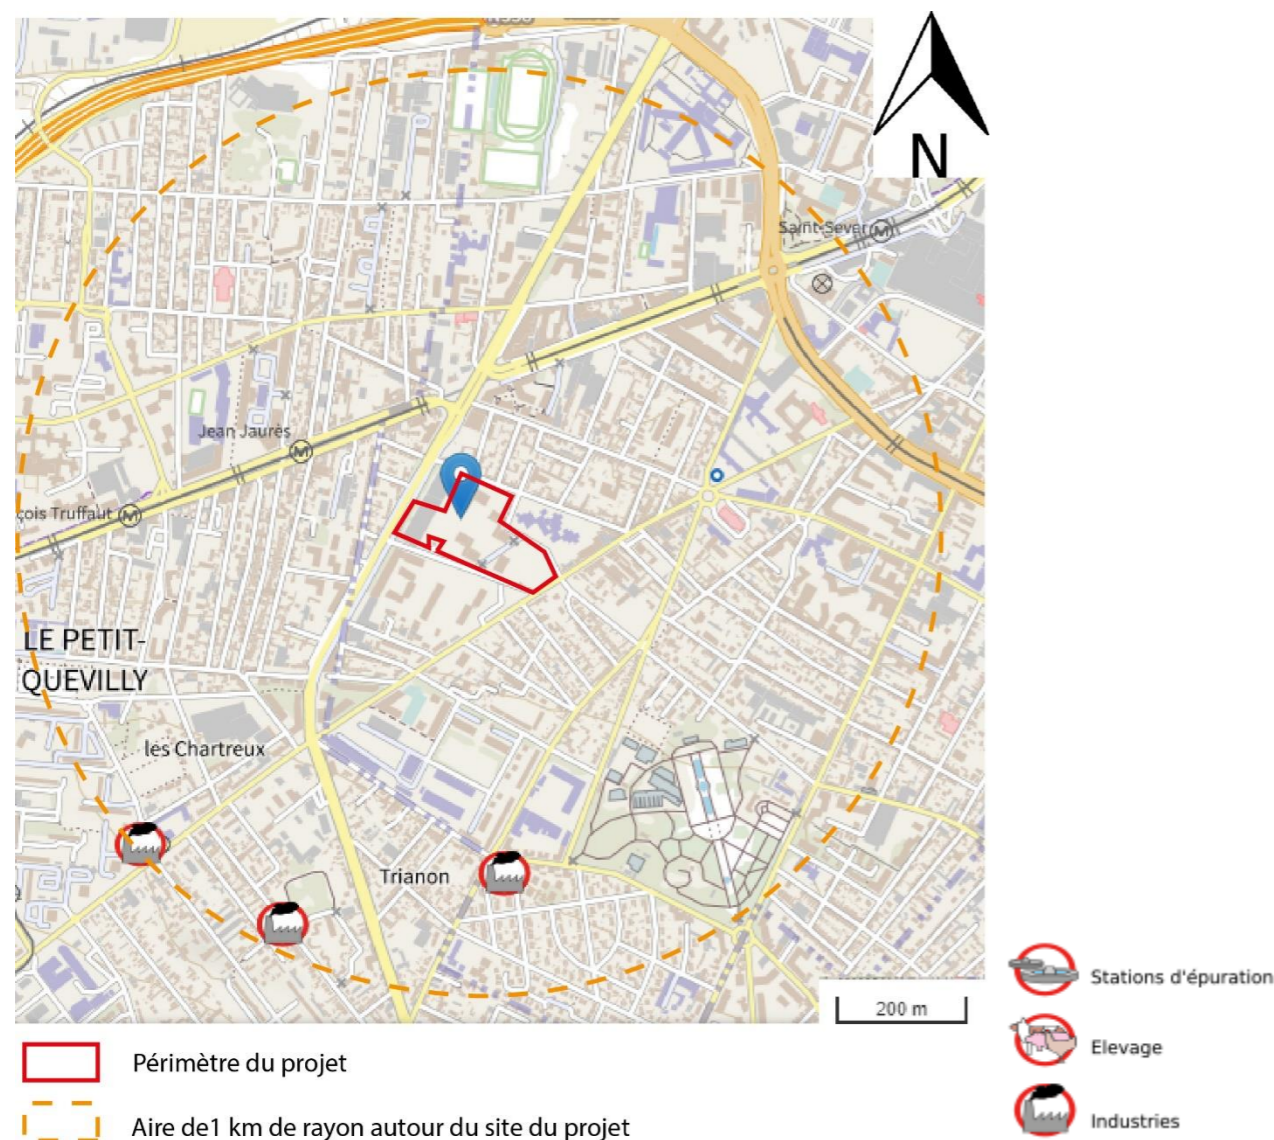 N
Saint-Sever M
Jean Jaurès
M
çois Truffaut M
LE PETIT-
QUEVILLY
les Chartreux
Trianon
200 m
Stations d'épuration
Elevage
Industries
Périmètre du projet
Aire de1 km de rayon autour du site du projet